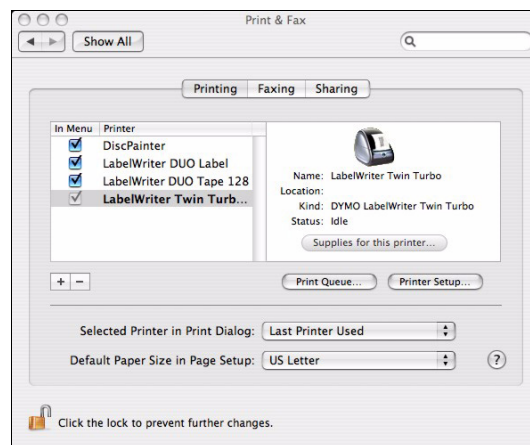 Print & Fax
Show All
Printing Faxing Sharing
In Menu Printer
DiscPainter
LabelWriter DUO Label
LabelWriter DUO Tape 128
LabelWriter Twin Turb...
Name: LabelWriter Twin Turbo
Location:
Kind: DYMO LabelWriter Twin Turbo
Status: Idle
Supplies for this printer...
+ −
Print Queue... Printer Setup...
Selected Printer in Print Dialog: Last Printer Used
Default Paper Size in Page Setup: US Letter
?
Click the lock to prevent further changes.